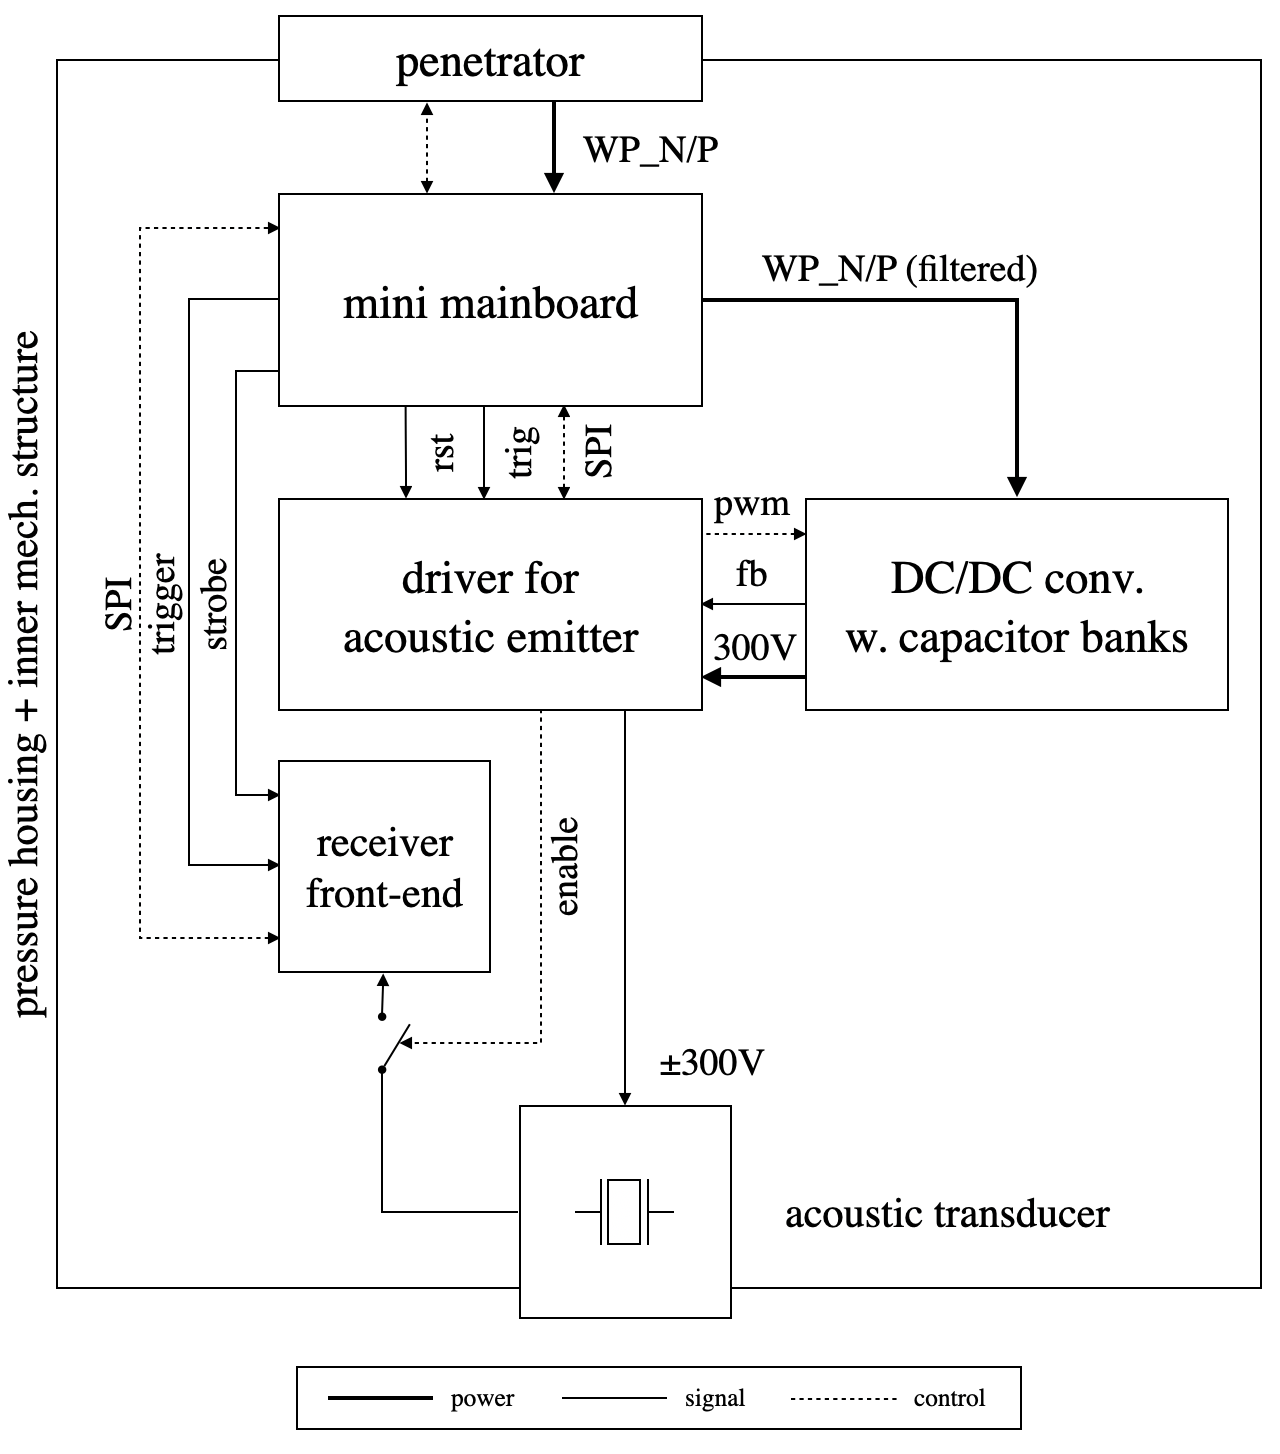 penetrator
WP_N/P
mini mainboard
WP_N/P (filtered)
pressure housing + inner mech. structure
SPI
trigger
strobe
rst
trig
SPI
driver for
acoustic emitter
pwm
fb
300V
DC/DC conv.
w. capacitor banks
receiver
front-end
enable
±300V
acoustic transducer
power
signal
control